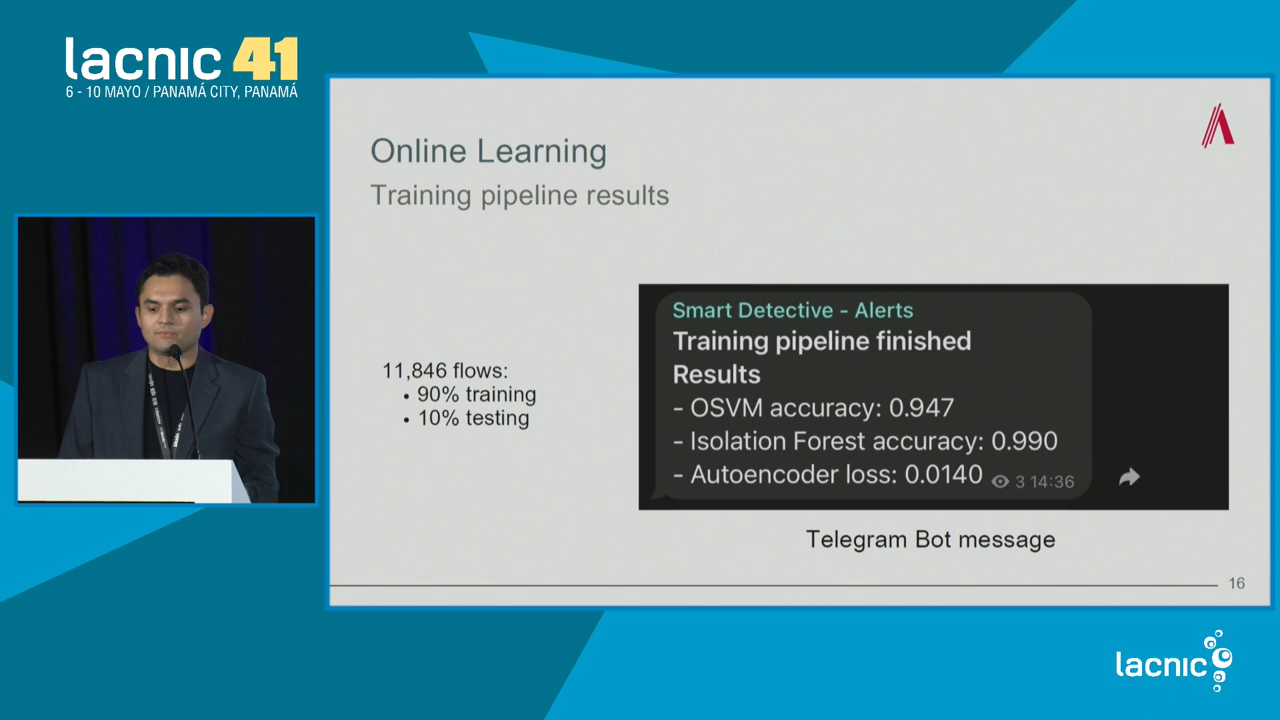 lacnic 41
6 - 10 MAYO / PANAMÁ CITY, PANAMÁ
Online Learning
Training pipeline results
11,846 flows:
• 90% training
• 10% testing
Smart Detective - Alerts
Training pipeline finished
Results
- OSVM accuracy: 0.947
- Isolation Forest accuracy: 0.990
- Autoencoder loss: 0.0140
3 14:36
Telegram Bot message
16
lacnic